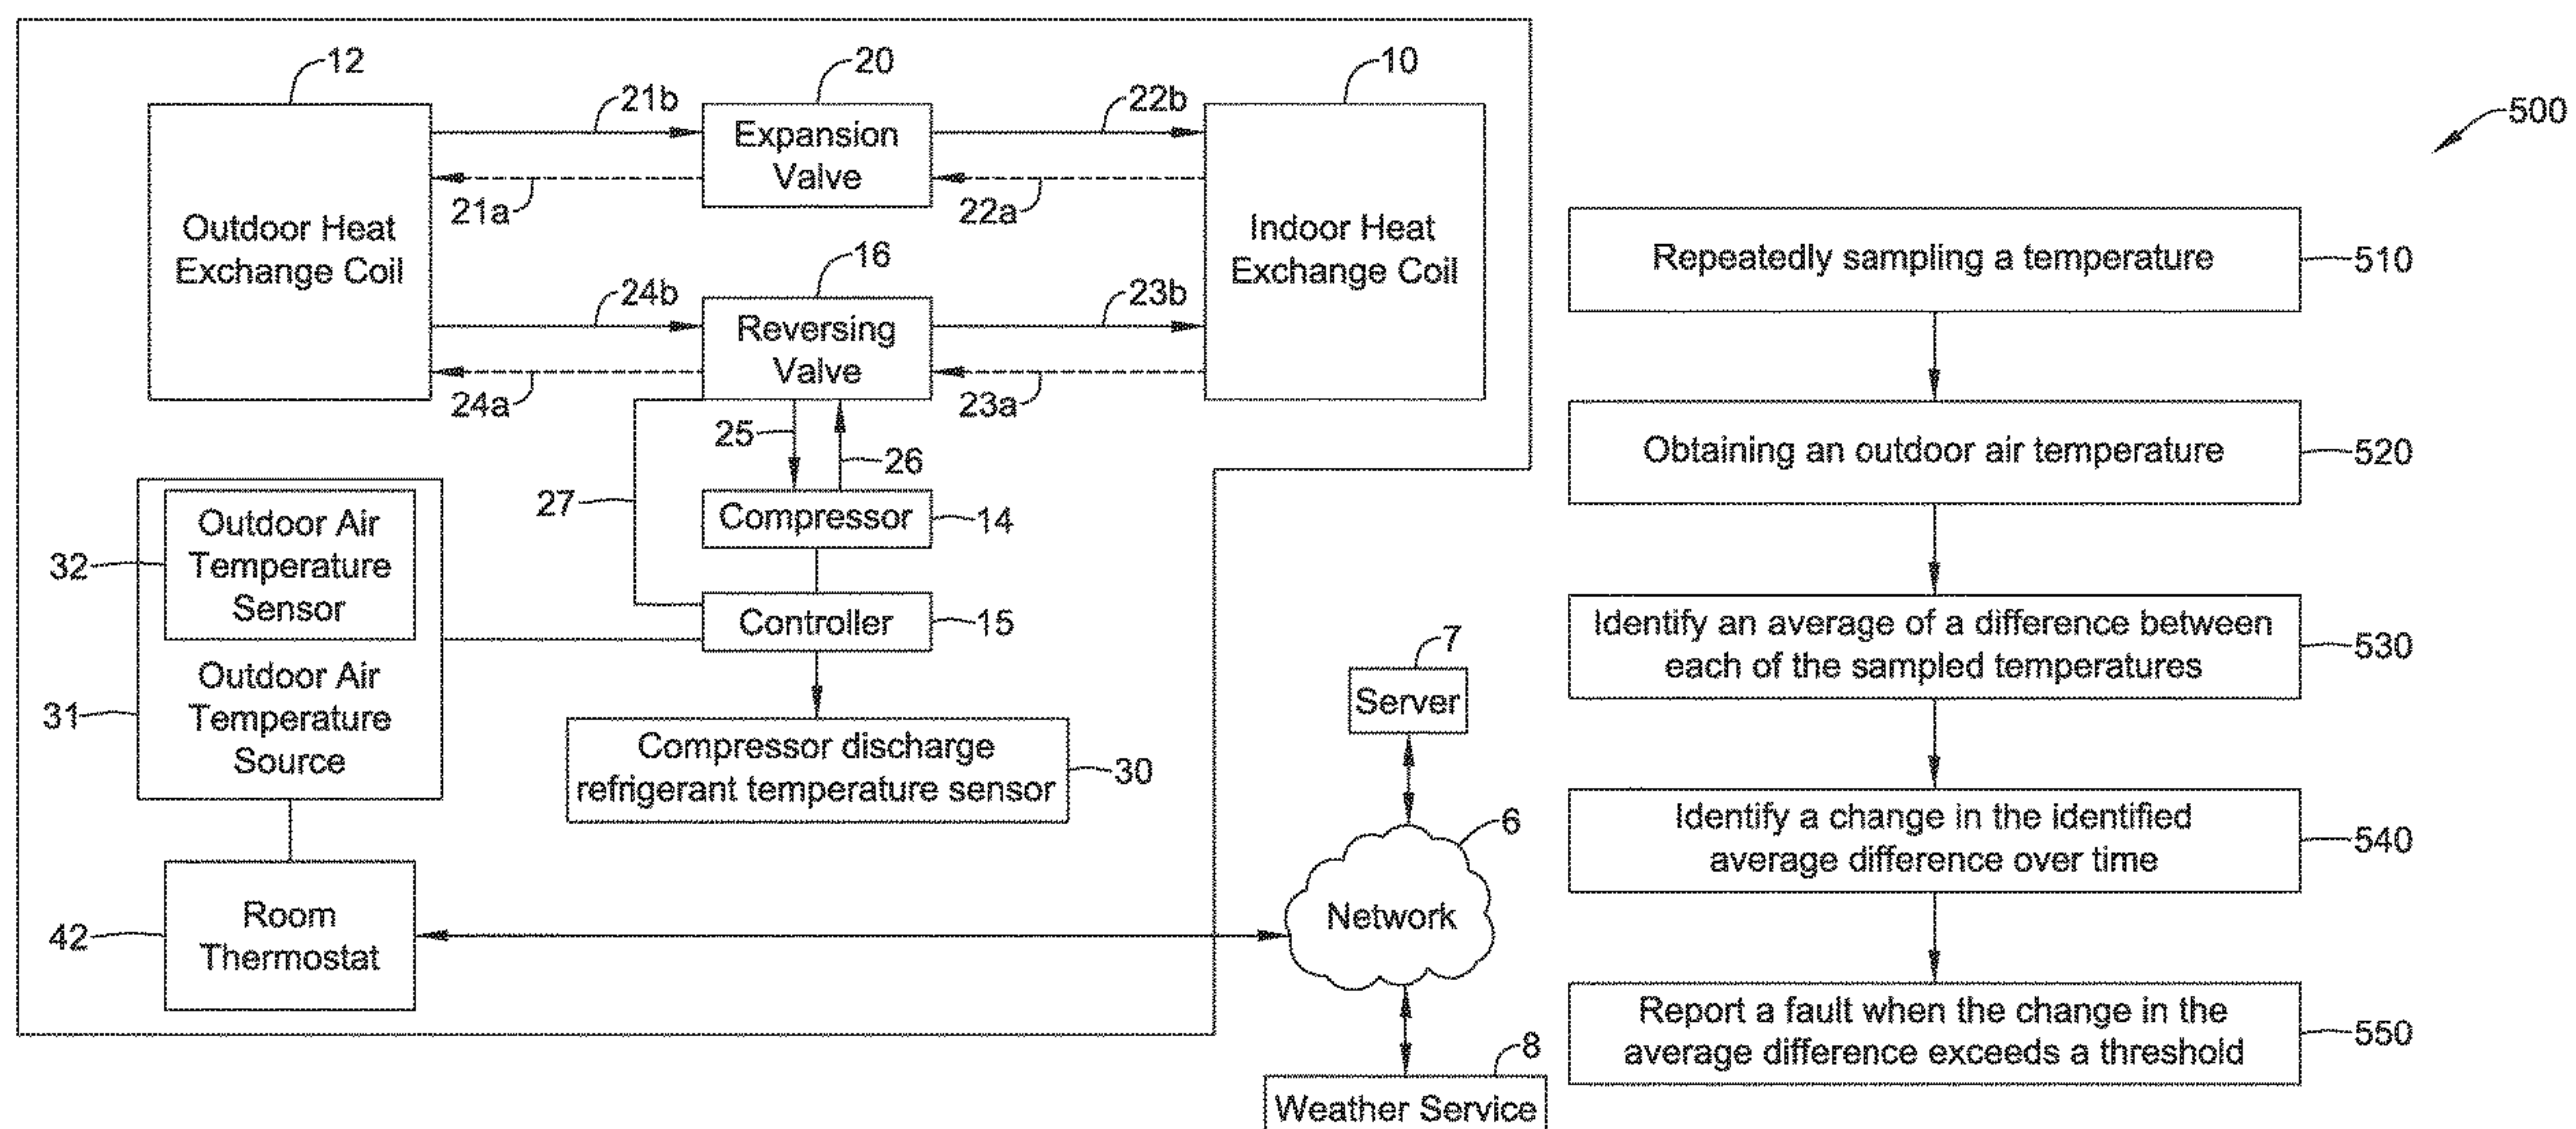 12
20
10
21b
22b
500
Expansion
Valve
21a
22a
Outdoor Heat
Exchange Coil
Indoor Heat
Exchange Coil
16
24b
23b
Reversing
Valve
24a
23a
25
26
27
Compressor
14
Outdoor Air
Temperature
Sensor
32
Controller
15
Outdoor Air
Temperature
Source
31
Compressor discharge
refrigerant temperature sensor
30
Room
Thermostat
42
7
Server
6
Network
8
Weather Service
Repeatedly sampling a temperature
510
Obtaining an outdoor air temperature
520
Identify an average of a difference between
each of the sampled temperatures
530
Identify a change in the identified
average difference over time
540
Report a fault when the change in the
average difference exceeds a threshold
550